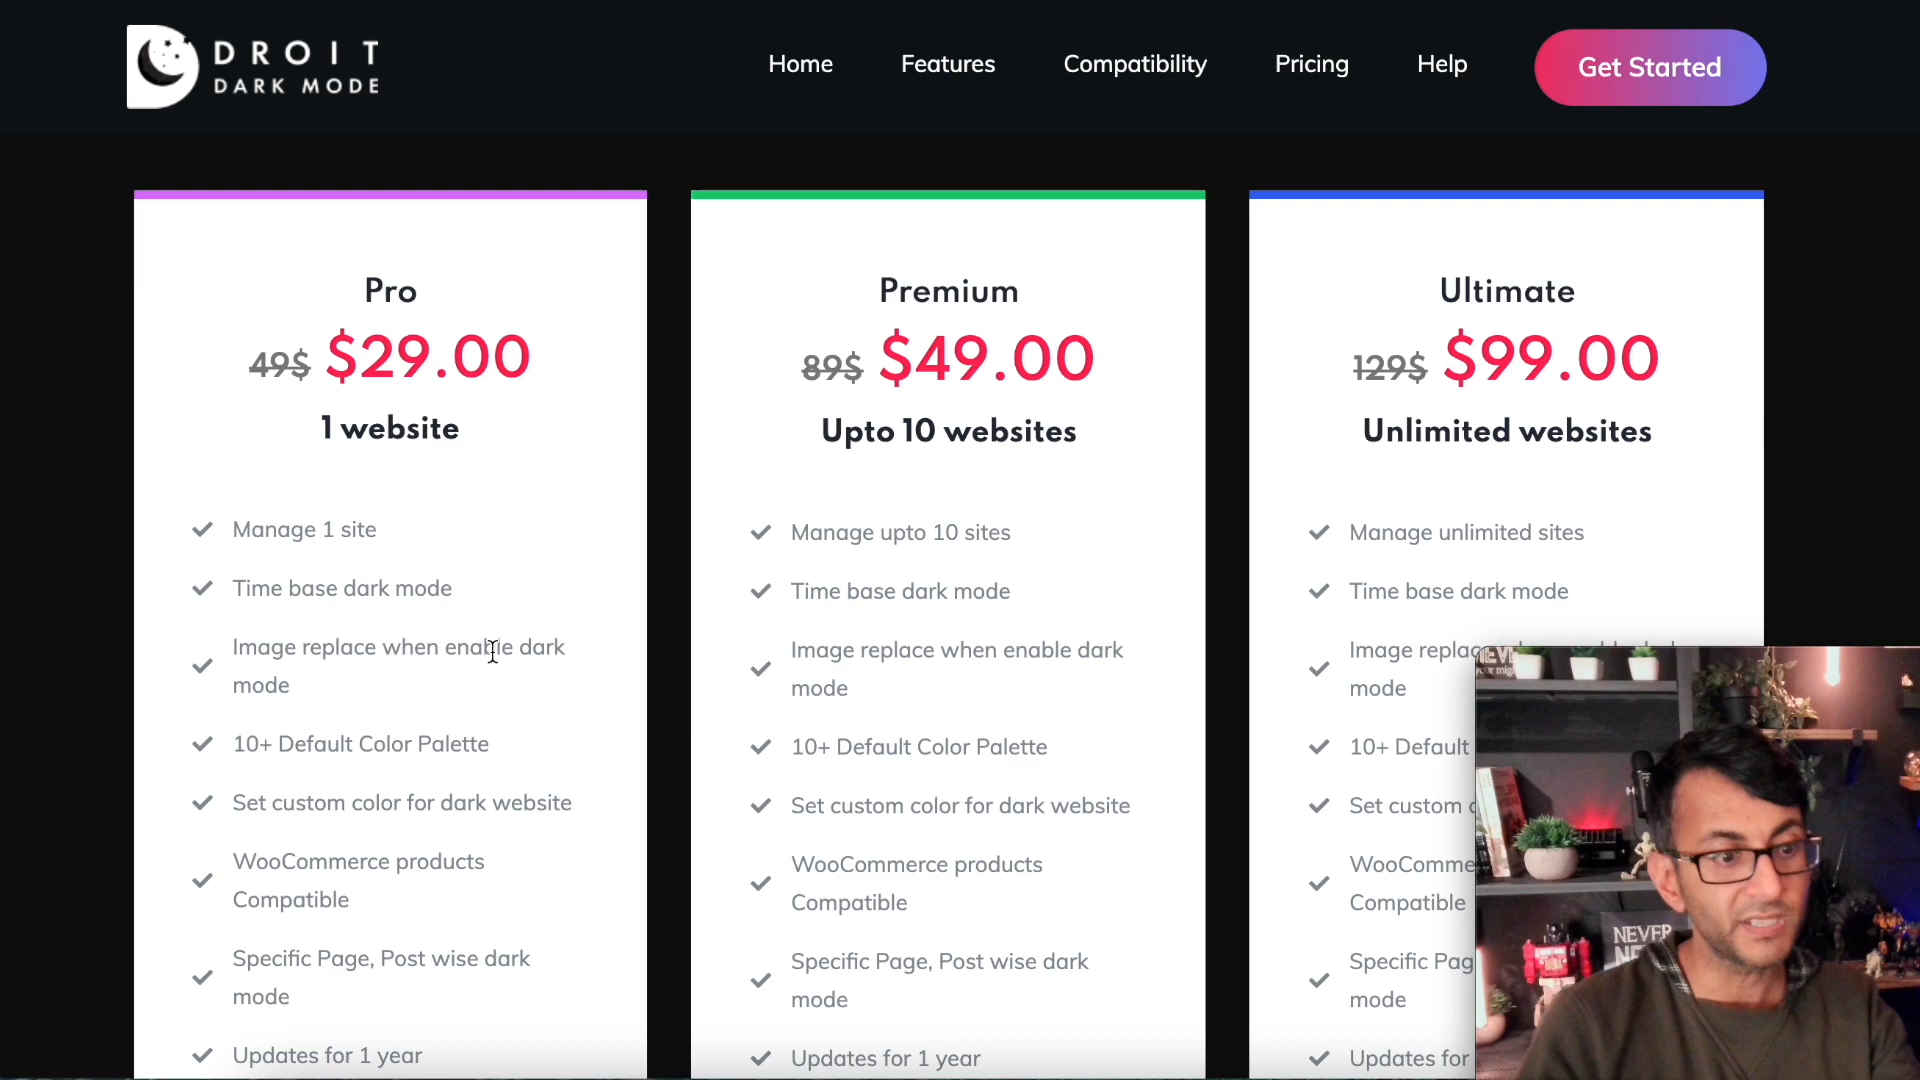 DROIT
DARK MODE
Home
Features
Compatibility
Pricing
Help
Get Started
Pro
49$ $29.00
1 website
Manage 1 site
Time base dark mode
Image replace when enable dark
mode
10+ Default Color Palette
Set custom color for dark website
WooCommerce products
Compatible
Specific Page, Post wise dark
mode
Updates for 1 year
Premium
89$ $49.00
Upto 10 websites
Manage upto 10 sites
Time base dark mode
Image replace when enable dark
mode
10+ Default Color Palette
Set custom color for dark website
WooCommerce products
Compatible
Specific Page, Post wise dark
mode
Updates for 1 year
Ultimate
129$ $99.00
Unlimited websites
Manage unlimited sites
Time base dark mode
Image
mode
10+ Default
Set custom
Compatible
Specific
mode
Updates for
NEVER